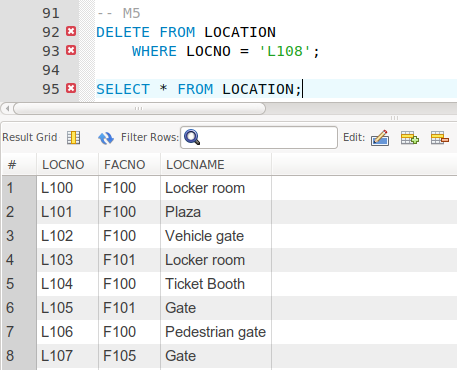 91 -- M5
92 DELETE FROM LOCATION
93 WHERE LOCNO = 'L108';
94
95 SELECT * FROM LOCATION;
Result Grid Filter Rows: Edit:
# LOCNO FACNO LOCNAME
1 L100 F100 Locker room
2 L101 F100 Plaza
3 L102 F100 Vehicle gate
4 L103 F101 Locker room
5 L104 F100 Ticket Booth
6 L105 F101 Gate
7 L106 F100 Pedestrian gate
8 L107 F105 Gate